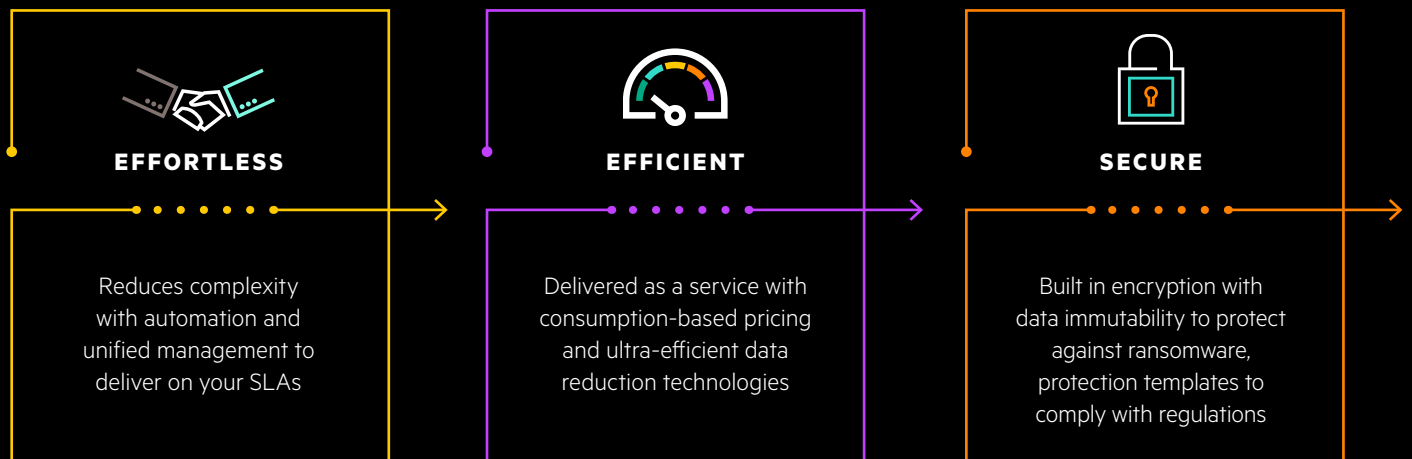 EFFORTLESS
Reduces complexity
with automation and
unified management to
deliver on your SLAs
EFFICIENT
Delivered as a service with
consumption-based pricing
and ultra-efficient data
reduction technologies
SECURE
Built in encryption with
data immutability to protect
against ransomware,
protection templates to
comply with regulations